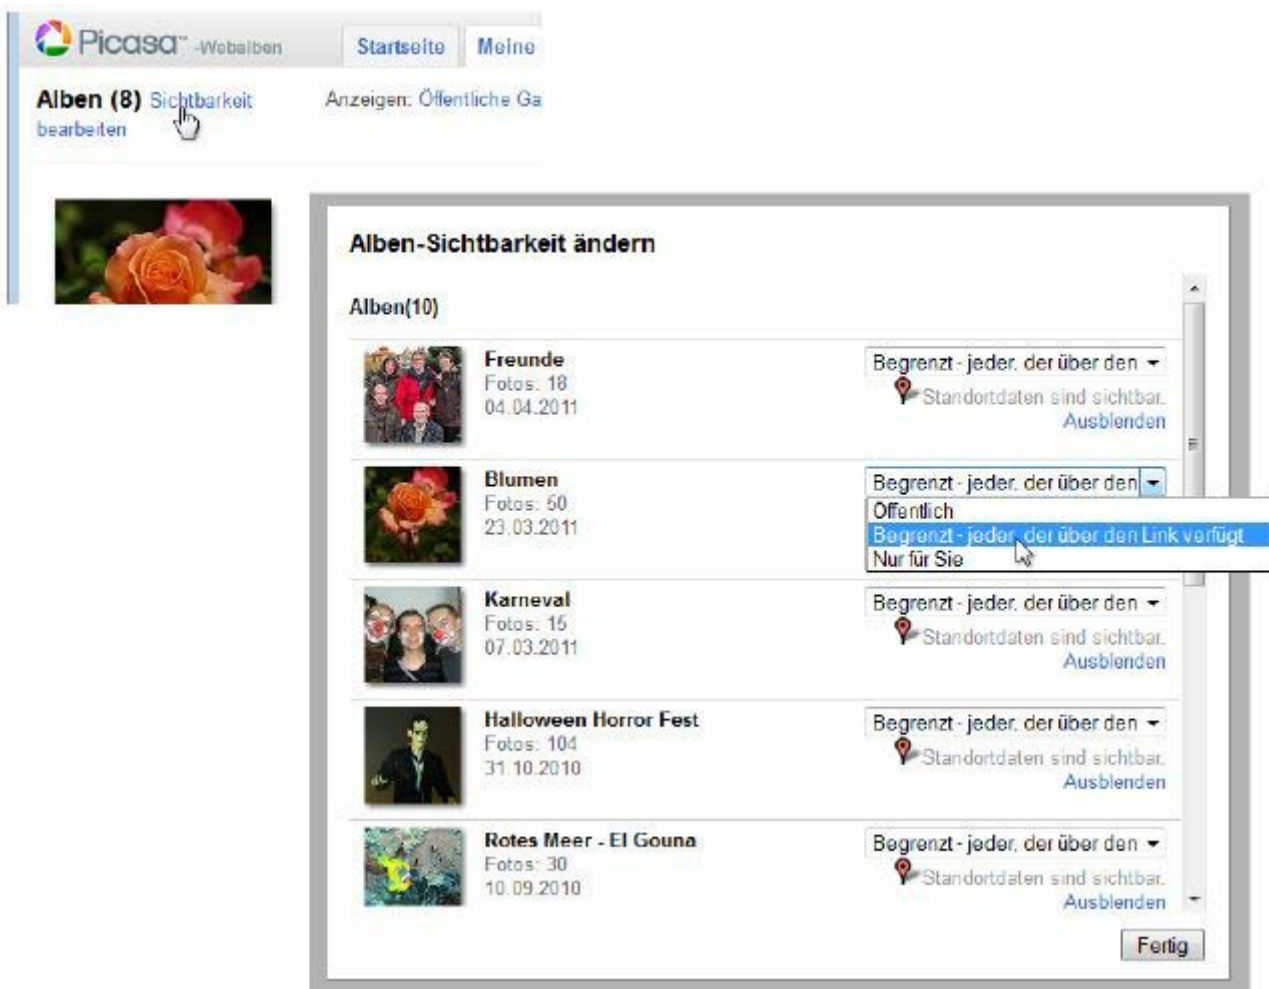 Picasa™ -Webalben
Startseite
Meine
Alben (8) Sichtbarkeit
bearbeiten
Anzeigen: Öffentliche Ga
Alben-Sichtbarkeit ändern
Alben(10)
Freunde
Fotos: 18
04.04.2011
Begrenzt - jeder, der über den
Standortdaten sind sichtbar.
Ausblenden
Blumen
Fotos: 50
23.03.2011
Begrenzt - jeder, der über den
Öffentlich
Begrenzt - jeder, der über den Link verfügt
Nur für Sie
Karneval
Fotos: 15
07.03.2011
Begrenzt - jeder, der über den
Standortdaten sind sichtbar.
Ausblenden
Halloween Horror Fest
Fotos: 104
31.10.2010
Begrenzt - jeder, der über den
Standortdaten sind sichtbar.
Ausblenden
Rotes Meer - El Gouna
Fotos: 30
10.09.2010
Begrenzt - jeder, der über den
Standortdaten sind sichtbar.
Ausblenden
Fertig